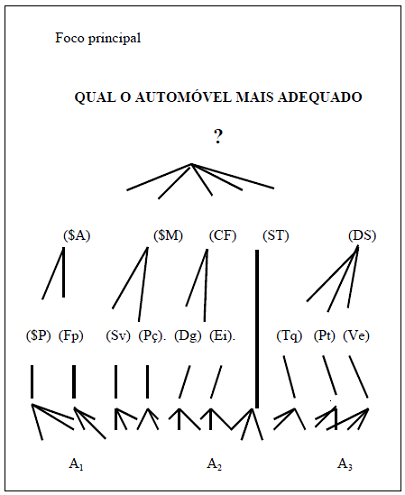 Foco principal
QUAL O AUTOMÓVEL MAIS ADEQUADO
?
($A) ($M) (CF) (ST) (DS)
($P) (Fp) (Sv) (Pç). (Dg) (Ei). (Tq) (Pt) (Ve)
A1 A2 A3